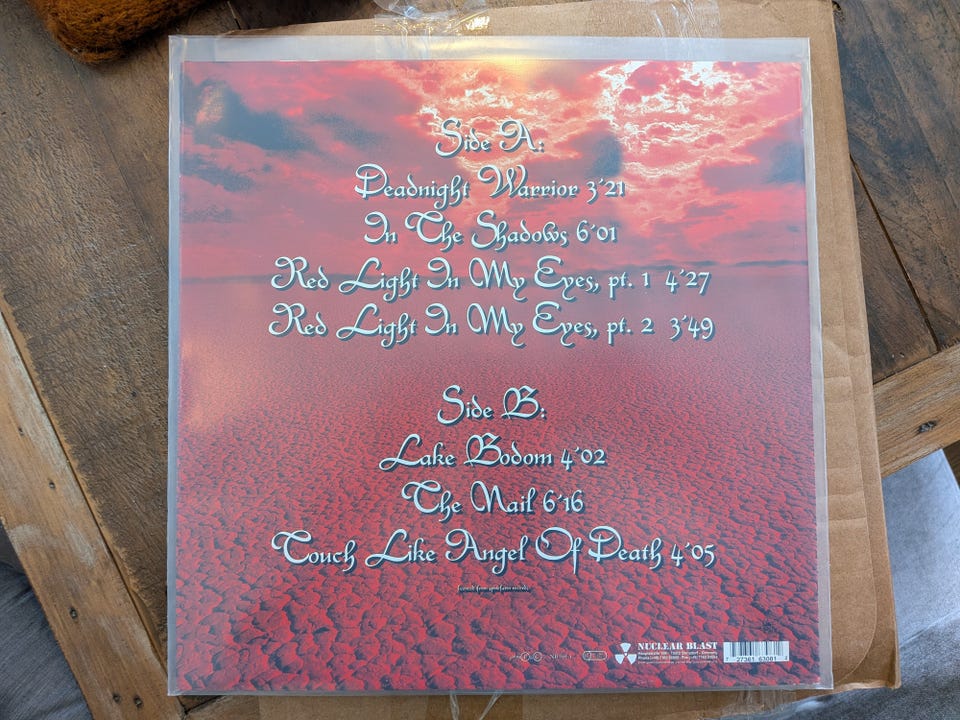 Side A:
Deadnight Warrior 3'21
In The Shadows 6'01
Red Light In My Eyes, pt. 1 4'27
Red Light In My Eyes, pt. 2 3'49
Side B:
Lake Bodom 4'02
The Nail 6'16
Touch Like Angel Of Death 4'05
NUCLEAR BLAST